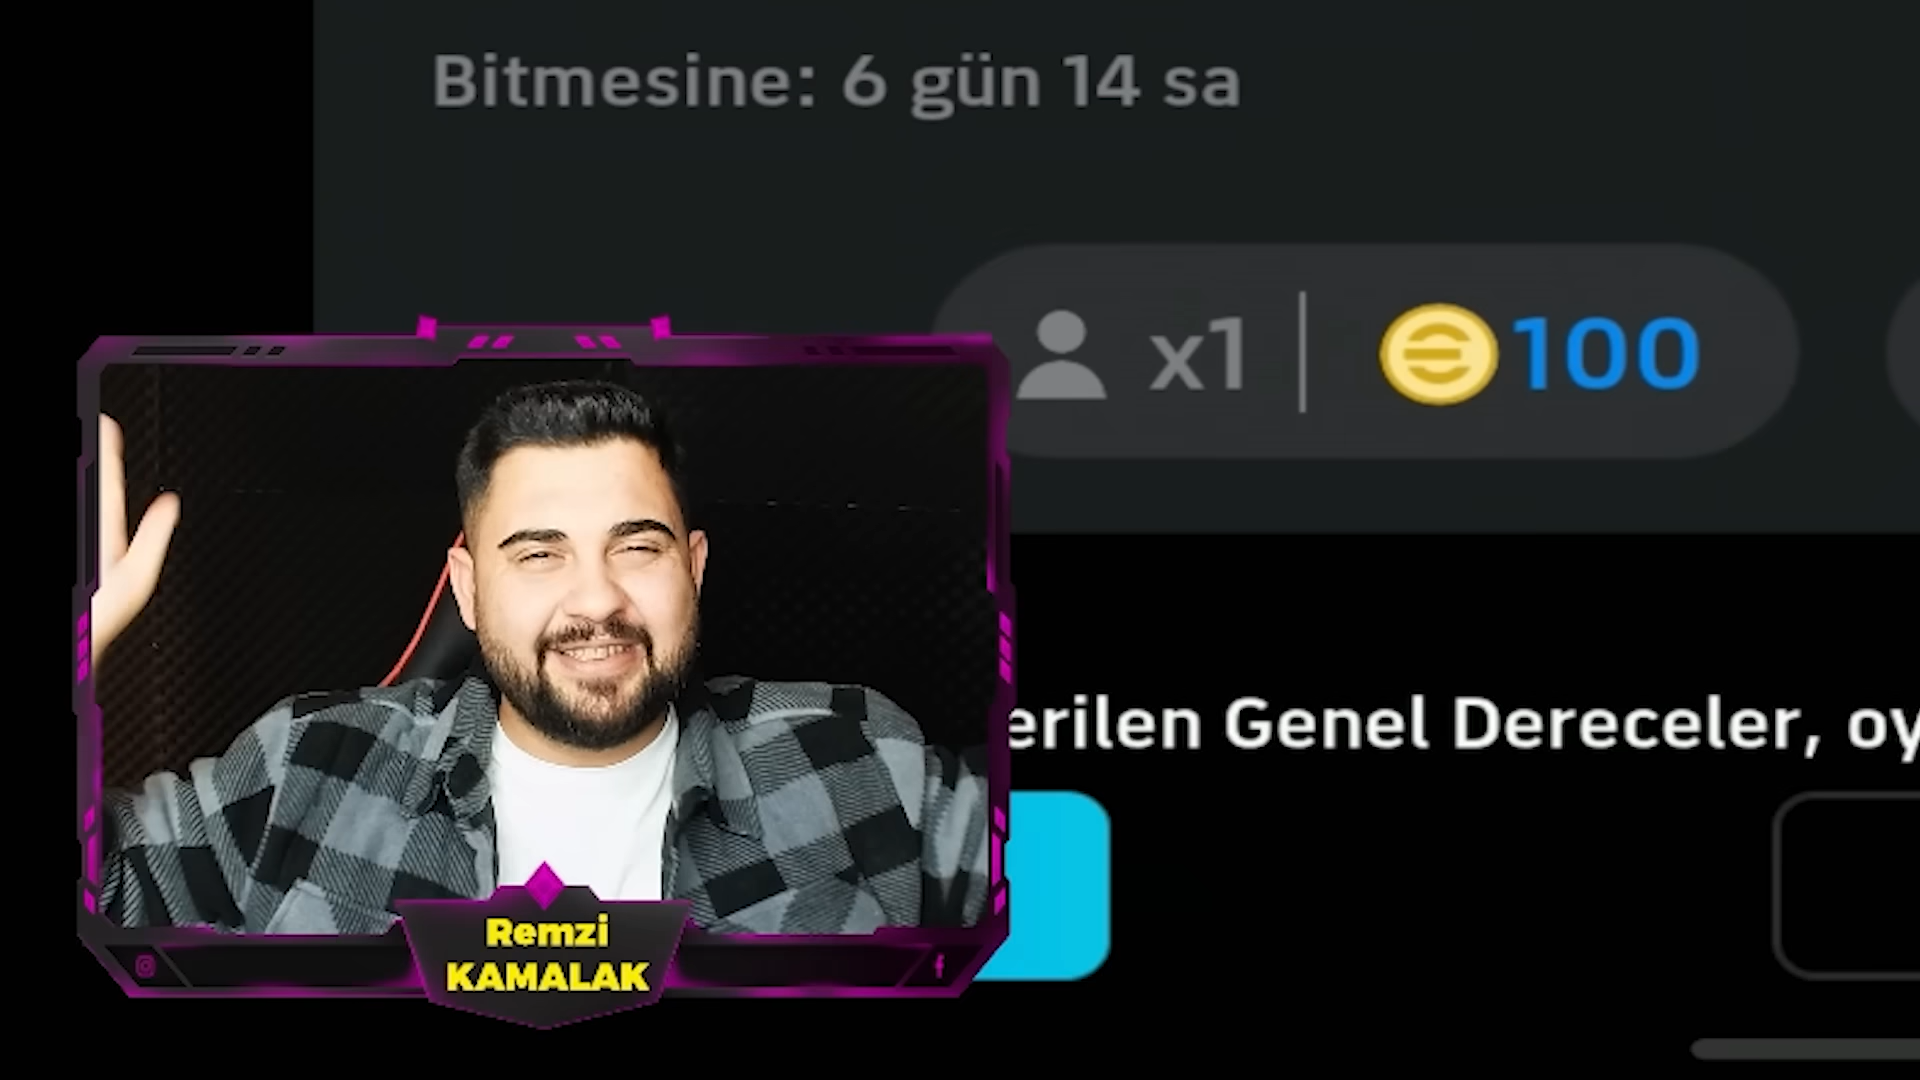 Bitmesine: 6 gün 14 sa
x1 | 100
erilen Genel Dereceler, oy
Remzi
KAMALAK